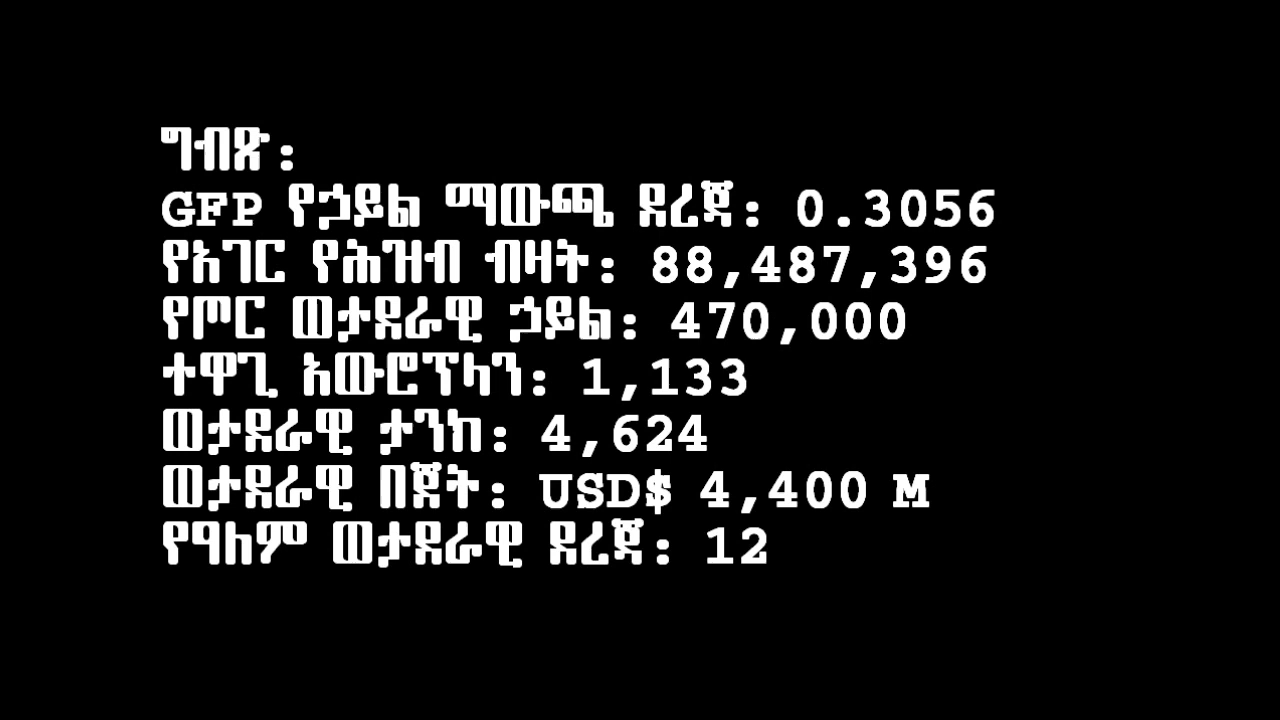 ግብጽ፡
GFP የኃይል ማውጫ ደረጃ፡ 0.3056
የአገር የሕዝብ ብዛት፡ 88,487,396
የጦር ወታደራዊ ኃይል፡ 470,000
ተዋጊ አውሮፕላን፡ 1,133
ወታደራዊ ታንክ፡ 4,624
ወታደራዊ በጀት፡ USD$ 4,400 M
የዓለም ወታደራዊ ደረጃ፡ 12